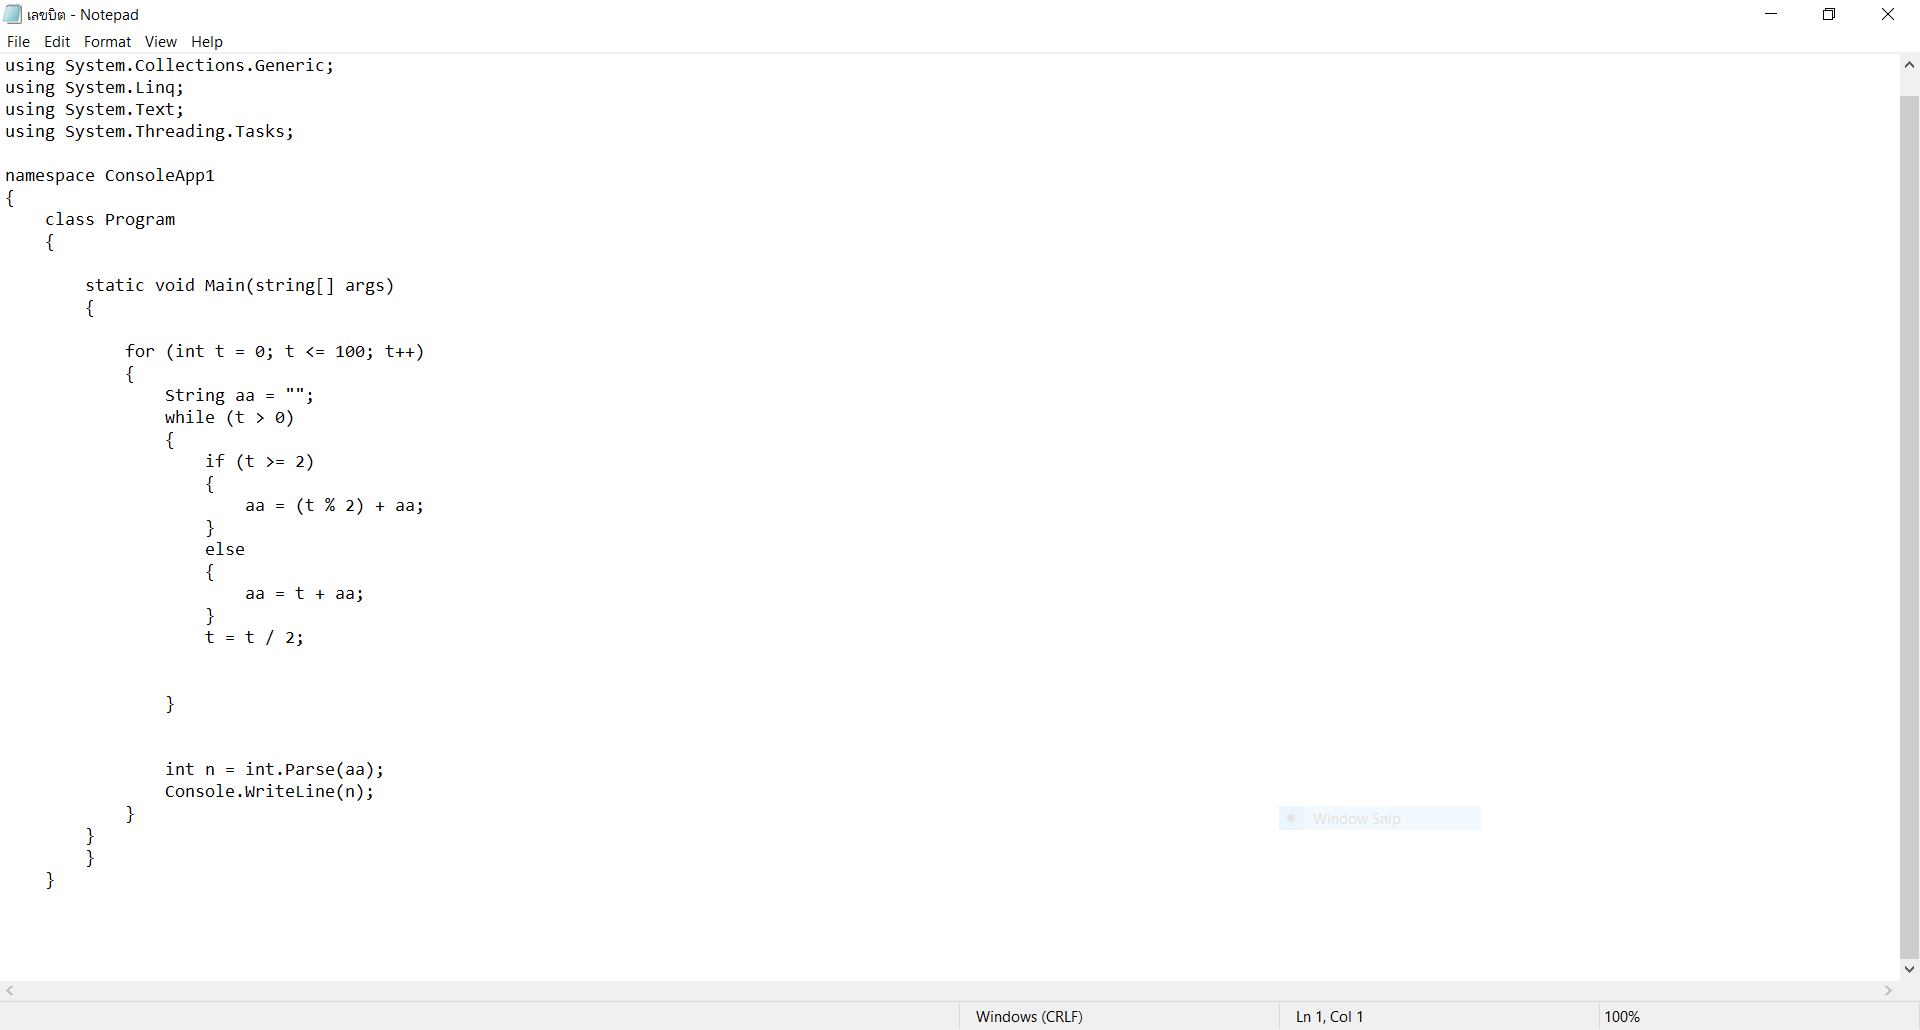 เลขบิต - Notepad
File Edit Format View Help
using System.Collections.Generic;
using System.Linq;
using System.Text;
using System.Threading.Tasks;
namespace ConsoleApp1
{
    class Program
    {
        static void Main(string[] args)
        {
            for (int t = 0; t <= 100; t++)
            {
                String aa = "";
                while (t > 0)
                {
                    if (t >= 2)
                    {
                        aa = (t % 2) + aa;
                    }
                    else
                    {
                        aa = t + aa;
                    }
                    t = t / 2;
                }
                int n = int.Parse(aa);
                Console.WriteLine(n);
            }
        }
        }
    }
Window Snip
Windows (CRLF) Ln 1, Col 1 100%